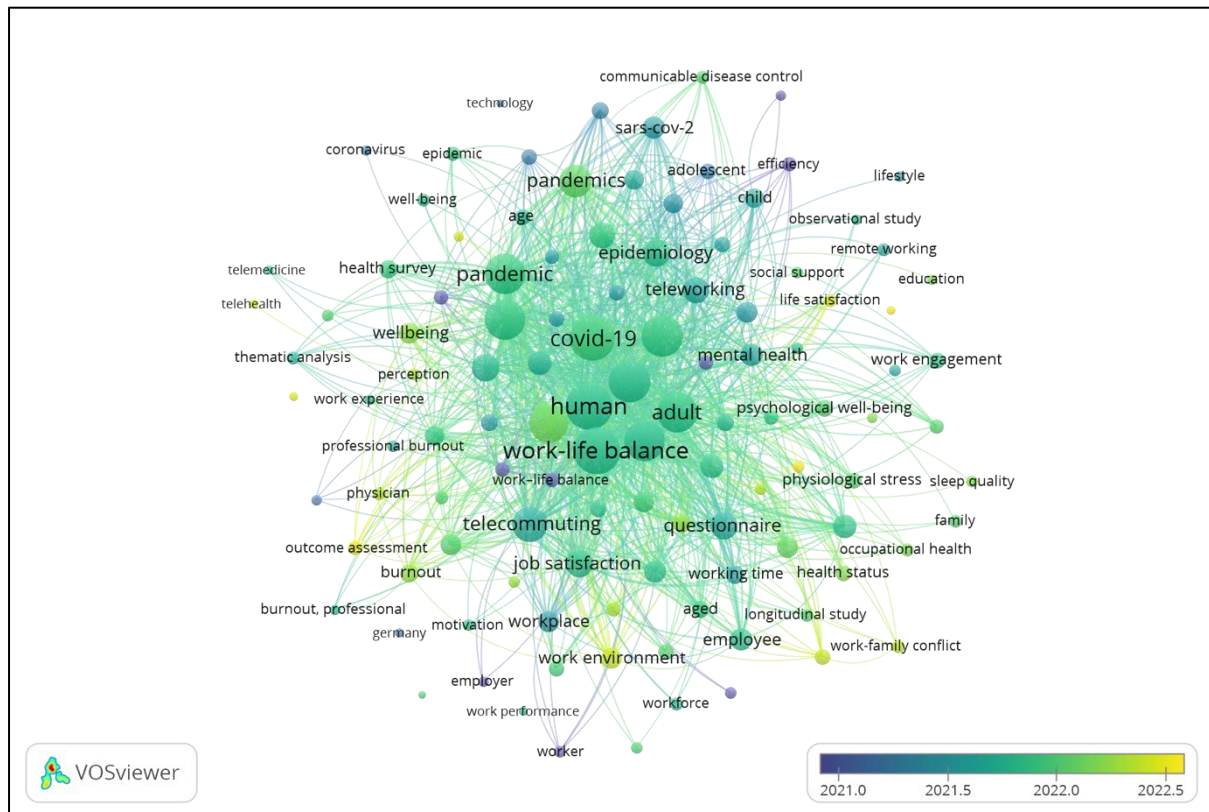 communicable disease control
technology
sars-cov-2
coronavirus
epidemic
adolescent
efficiency
pandemics
lifestyle
well-being
child
age
observational study
epidemiology
remote working
telemedicine
health survey
pandemic
social support
education
teleworking
telehealth
life satisfaction
wellbeing
covid-19
thematic analysis
mental health
work engagement
perception
work experience
human
adult
psychological well-being
professional burnout
work-life balance
work–life balance
physiological stress
sleep quality
physician
telecommuting
questionnaire
family
outcome assessment
occupational health
job satisfaction
burnout
working time
health status
burnout, professional
aged
longitudinal study
germany
motivation
workplace
employee
work-family conflict
work environment
employer
workforce
work performance
worker
VOSviewer
2021.0 2021.5 2022.0 2022.5